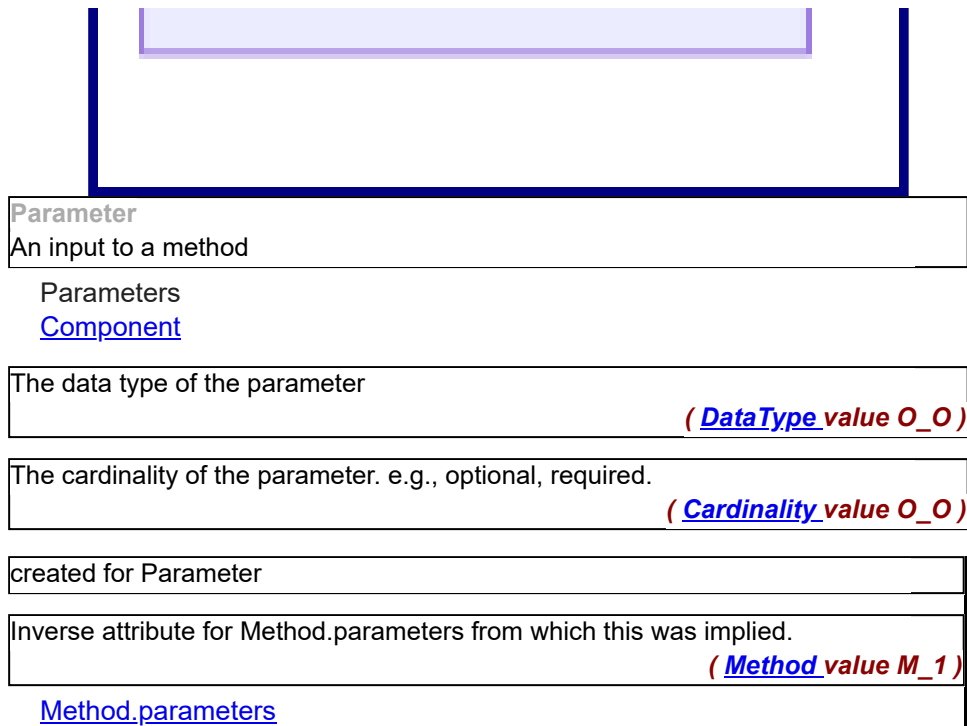 Parameter
An input to a method
Parameters
Component
The data type of the parameter
( DataType value O_O )
The cardinality of the parameter. e.g., optional, required.
( Cardinality value O_O )
created for Parameter
Inverse attribute for Method.parameters from which this was implied.
( Method value M_1 )
Method.parameters